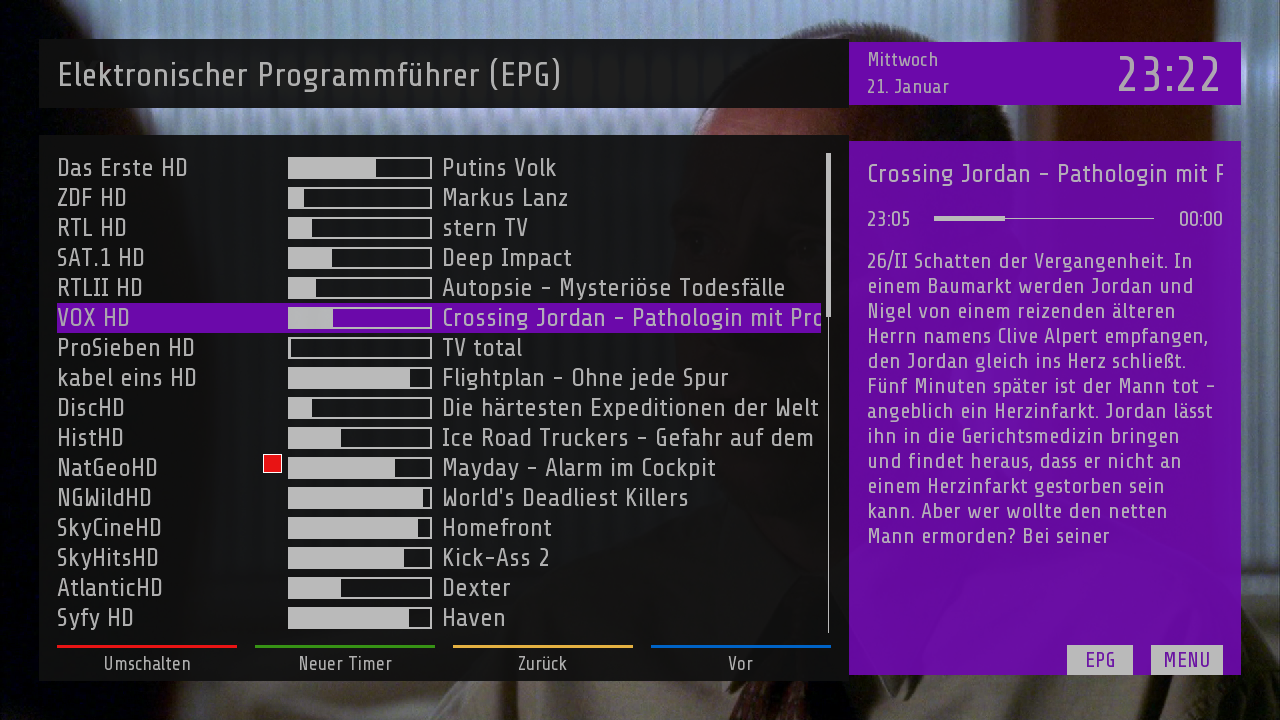 Elektronischer Programmführer (EPG)
Mittwoch
21. Januar
23:22
Das Erste HD Putins Volk
ZDF HD Markus Lanz
RTL HD stern TV
SAT.1 HD Deep Impact
RTLII HD Autopsie - Mysteriöse Todesfälle
VOX HD Crossing Jordan - Pathologin mit Pro
ProSieben HD TV total
kabel eins HD Flightplan - Ohne jede Spur
DiscHD Die härtesten Expeditionen der Welt
HistHD Ice Road Truckers - Gefahr auf dem
NatGeoHD Mayday - Alarm im Cockpit
NGWildHD World's Deadliest Killers
SkyCineHD Homefront
SkyHitsHD Kick-Ass 2
AtlanticHD Dexter
Syfy HD Haven
Umschalten Neuer Timer Zurück Vor
Crossing Jordan - Pathologin mit P
23:05 00:00
26/II Schatten der Vergangenheit. In
einem Baumarkt werden Jordan und
Nigel von einem reizenden älteren
Herrn namens Clive Alpert empfangen,
den Jordan gleich ins Herz schließt.
Fünf Minuten später ist der Mann tot -
angeblich ein Herzinfarkt. Jordan lässt
ihn in die Gerichtsmedizin bringen
und findet heraus, dass er nicht an
einem Herzinfarkt gestorben sein
kann. Aber wer wollte den netten
Mann ermorden? Bei seiner
EPG MENU